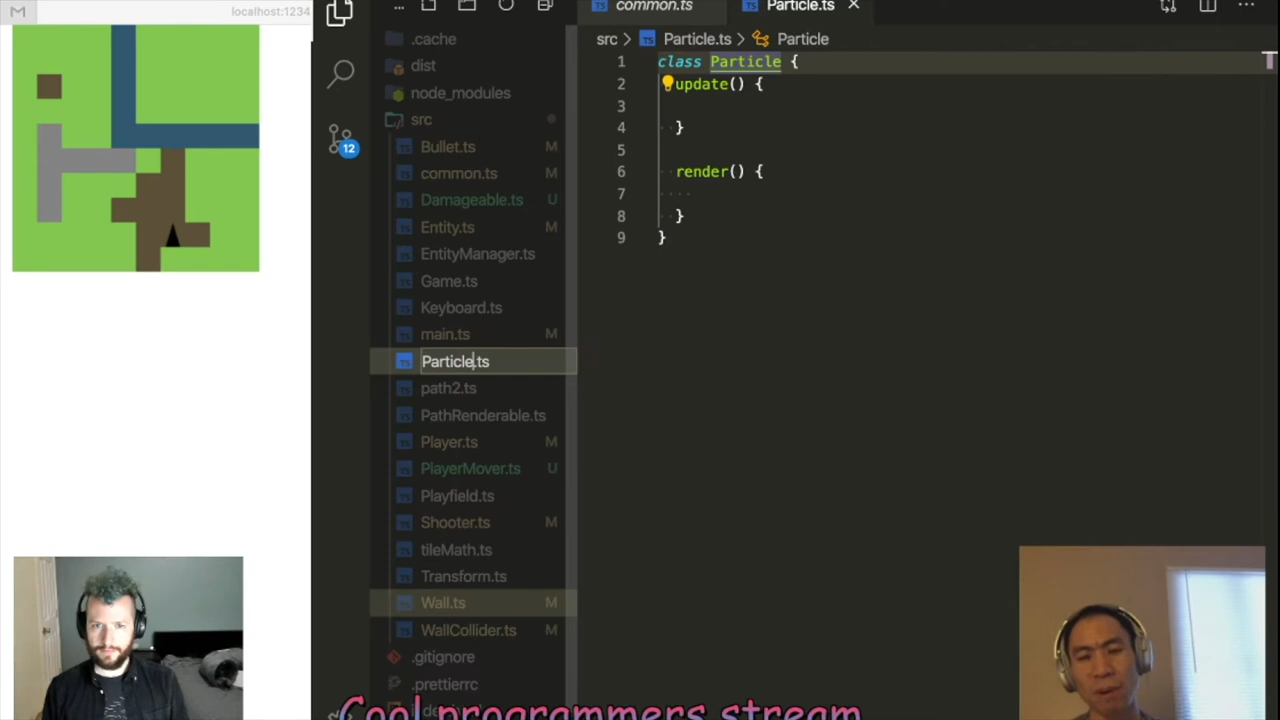 localhost:1234
...
common.ts
Particle.ts
src > Particle.ts > Particle
.cache
dist
node_modules
src
Bullet.ts M
common.ts M
Damageable.ts U
Entity.ts M
EntityManager.ts
Game.ts
Keyboard.ts
main.ts M
Particle.ts
path2.ts
PathRenderable.ts
Player.ts M
PlayerMover.ts U
Playfield.ts
Shooter.ts M
tileMath.ts
Transform.ts
Wall.ts M
WallCollider.ts M
.gitignore
.prettierrc
12
1 class Particle {
2 update() {
3
4 }
5
6 render() {
7
8 }
9 }
Cool programmers stream